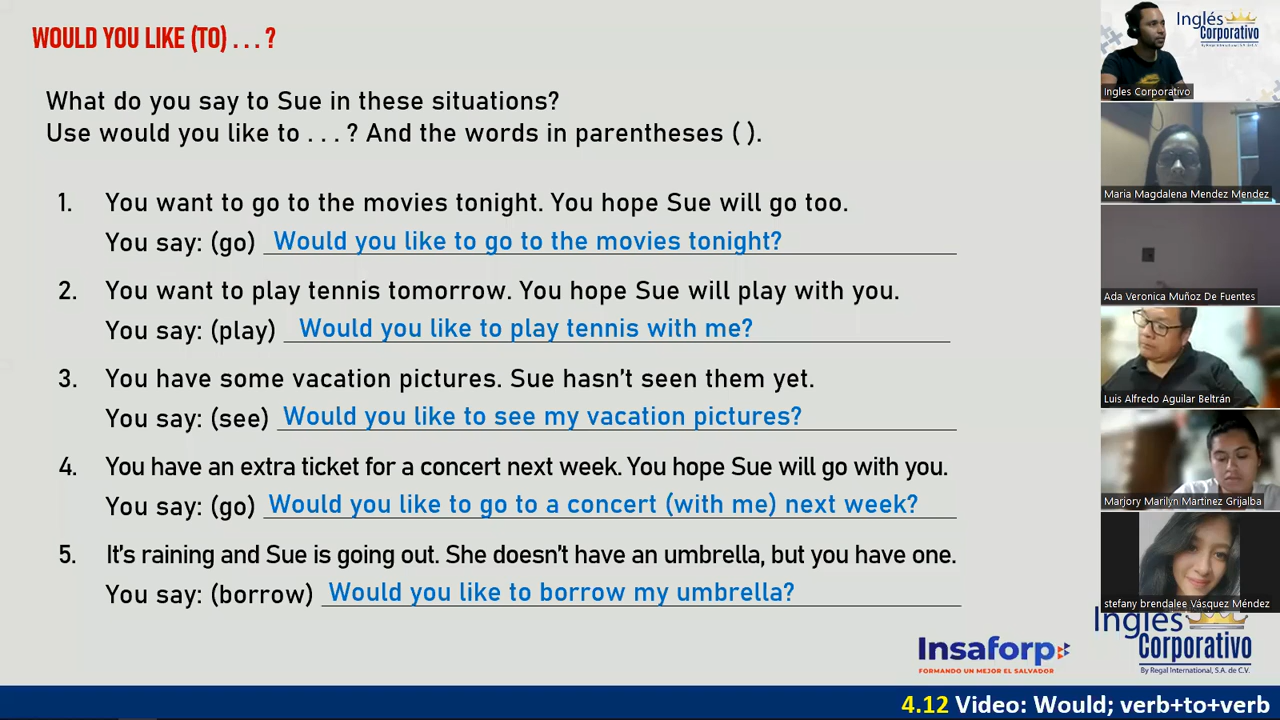 WOULD YOU LIKE (TO) . . . ?
What do you say to Sue in these situations?
Use would you like to . . . ? And the words in parentheses ( ).
1. You want to go to the movies tonight. You hope Sue will go too.
You say: (go) Would you like to go to the movies tonight?
2. You want to play tennis tomorrow. You hope Sue will play with you.
You say: (play) Would you like to play tennis with me?
3. You have some vacation pictures. Sue hasn't seen them yet.
You say: (see) Would you like to see my vacation pictures?
4. You have an extra ticket for a concert next week. You hope Sue will go with you.
You say: (go) Would you like to go to a concert (with me) next week?
5. It's raining and Sue is going out. She doesn't have an umbrella, but you have one.
You say: (borrow) Would you like to borrow my umbrella?
Inglés
Corporativo
Ingles Corporativo
Maria Magdalena Mendez Mendez
Ada Veronica Muñoz De Fuentes
Luis Alfredo Aguilar Beltrán
Marjory Marilyn Martinez Grijalba
stefany brendalee Vásquez Méndez
Insaforp
FORMANDO UN MEJOR EL SALVADOR
Inglés
Corporativo
By Regal International, S.A. de C.V.
4.12 Video: Would; verb+to+verb